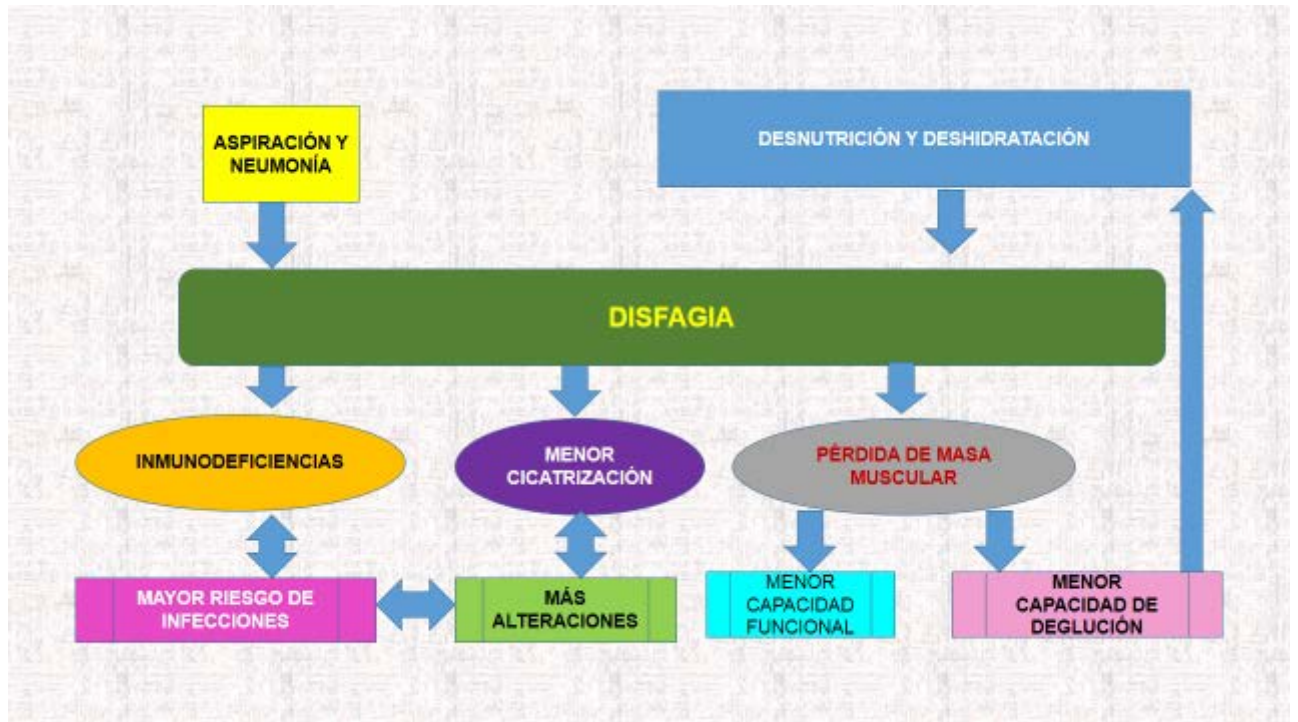 ASPIRACIÓN Y
NEUMONÍA
DESNUTRICIÓN Y DESHIDRATACIÓN
DISFAGIA
INMUNODEFICIENCIAS
MENOR
CICATRIZACIÓN
PÉRDIDA DE MASA
MUSCULAR
MAYOR RIESGO DE
INFECCIONES
MÁS
ALTERACIONES
MENOR
CAPACIDAD
FUNCIONAL
MENOR
CAPACIDAD DE
DEGLUCIÓN